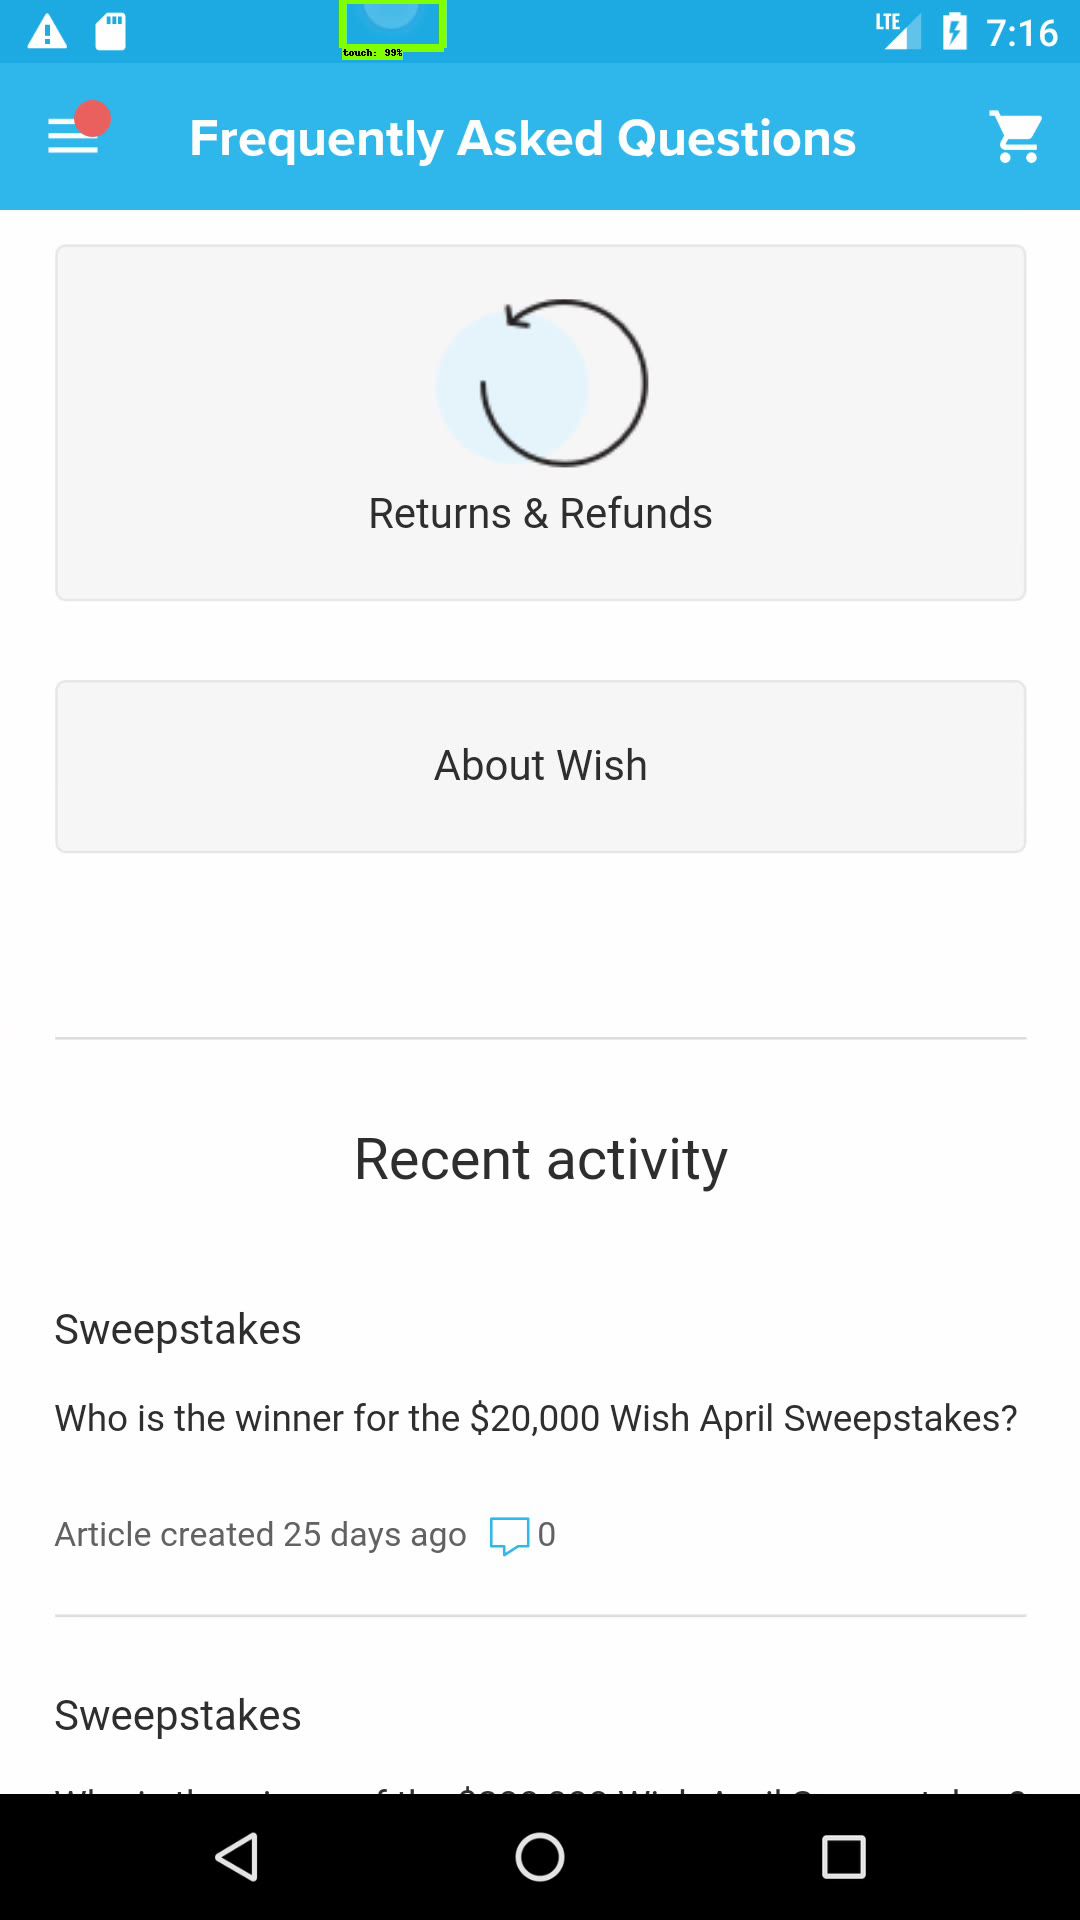 touch: 99%
LTE 7:16
Frequently Asked Questions
Returns & Refunds
About Wish
Recent activity
Sweepstakes
Who is the winner for the $20,000 Wish April Sweepstakes?
Article created 25 days ago 0
Sweepstakes